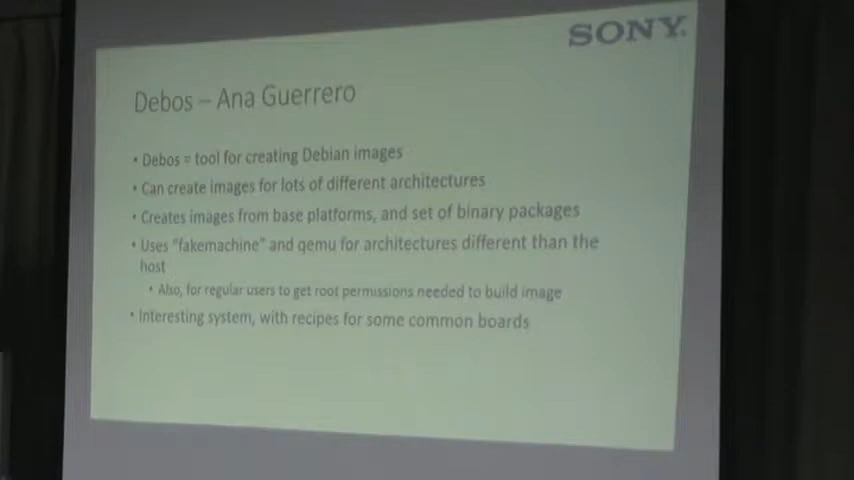 SONY
Debos – Ana Guerrero
• Debos = tool for creating Debian images
• Can create images for lots of different architectures
• Creates images from base platforms, and set of binary packages
• Uses "fakemachine" and qemu for architectures different than the
host
• Also, for regular users to get root permissions needed to build image
• Interesting system, with recipes for some common boards